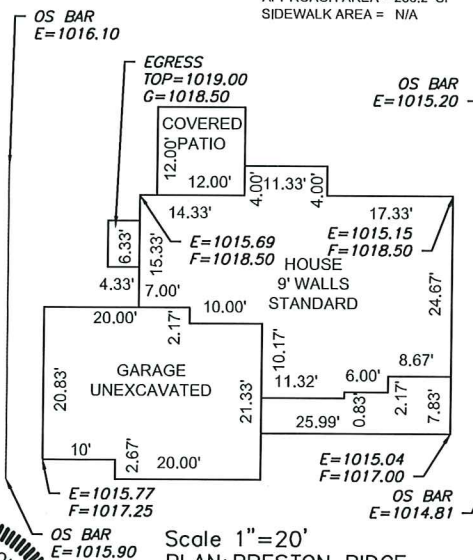 SIDEWALK AREA = N/A
OS BAR
E=1016.10
EGRESS
TOP=1019.00
G=1018.50
OS BAR
E=1015.20
COVERED
PATIO
12.00'
12.00'
4.00'
11.33'
4.00'
14.33'
17.33'
6.33'
15.33'
E=1015.69
F=1018.50
E=1015.15
F=1018.50
HOUSE
9' WALLS
STANDARD
24.67'
4.33'
7.00'
20.00'
2.17'
10.00'
10.17'
8.67'
GARAGE
UNEXCAVATED
20.83'
21.33'
11.32'
6.00'
0.83'
2.17'
7.83'
25.99'
10'
2.67'
20.00'
E=1015.04
F=1017.00
E=1015.77
F=1017.25
OS BAR
E=1014.81
OS BAR
E=1015.90
Scale 1"=20'
PLAN: PRESTON RIDGE